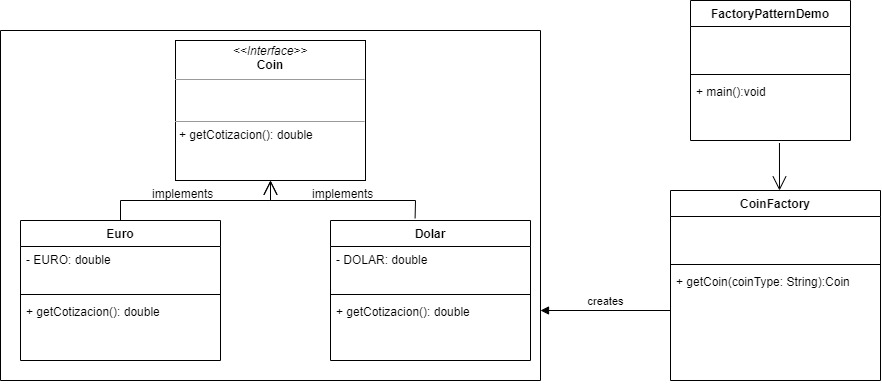 <<Interface>>
Coin
+ getCotizacion(): double
implements
implements
Euro
- EURO: double
+ getCotizacion(): double
Dolar
- DOLAR: double
+ getCotizacion(): double
FactoryPatternDemo
+ main():void
CoinFactory
+ getCoin(coinType: String):Coin
creates